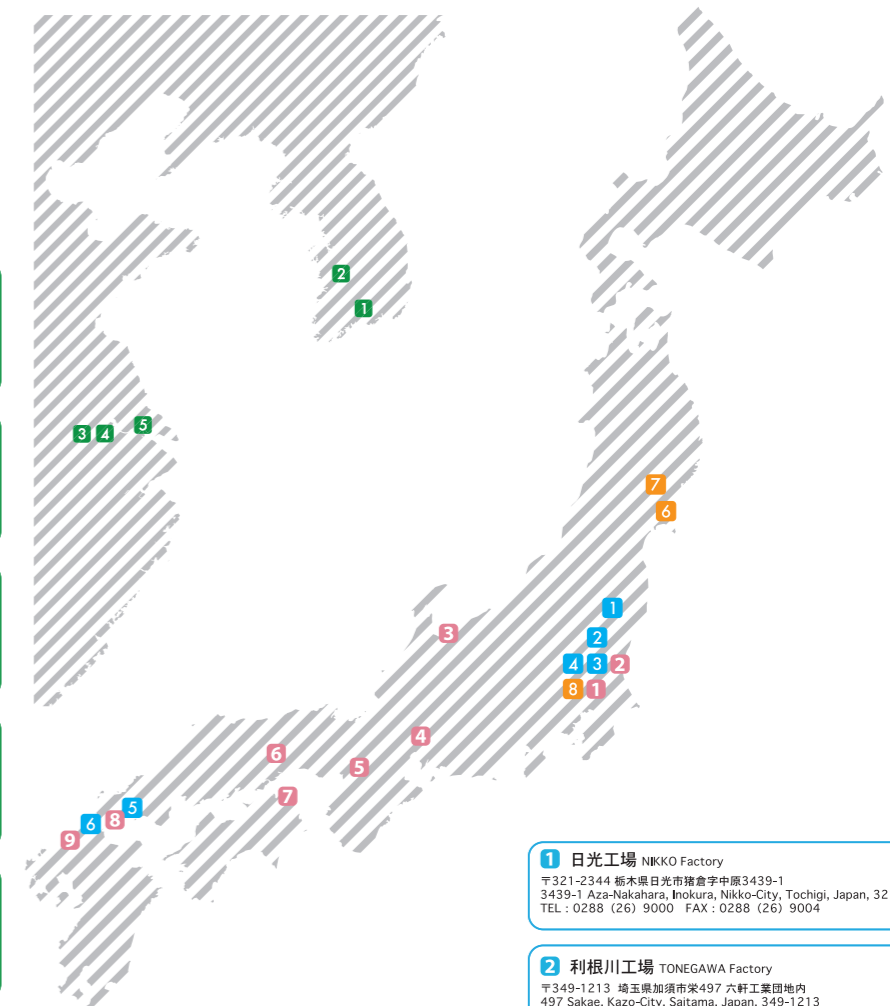 2
1
5
3 4
7
6
1
3
2
4 3 2
8 1
4
6
5
7
5
8
6
9
1 日光工場 NIKKO Factory
〒321-2344 栃木県日光市猪倉字中原3439-1
3439-1 Aza-Nakahara, Inokura, Nikko-City, Tochigi, Japan, 32
TEL : 0288（26）9000 FAX : 0288（26）9004
2 利根川工場 TONEGAWA Factory
〒349-1213 埼玉県加須市栄497 六軒工業団地内
497 Sakae, Kazo-City, Saitama, Japan, 349-1213